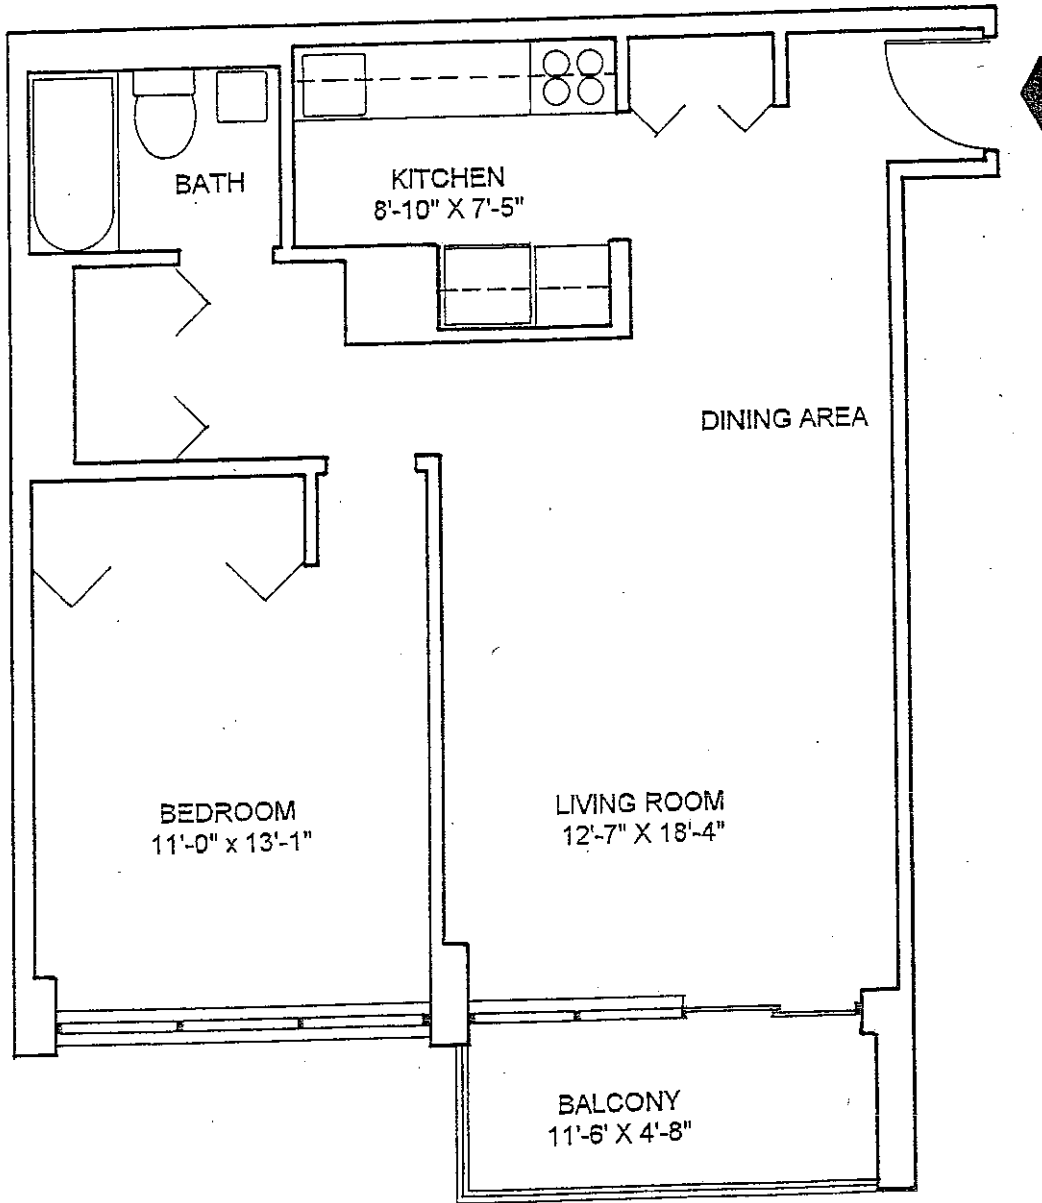 BATH
KITCHEN
8'-10" X 7'-5"
DINING AREA
BEDROOM
11'-0" x 13'-1"
LIVING ROOM
12'-7" X 18'-4"
BALCONY
11'-6' X 4'-8"